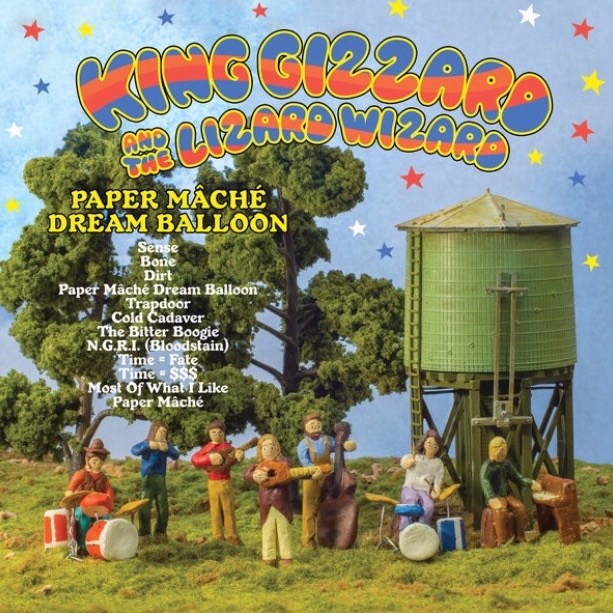 KING GIZZARD
AND THE LIZARD WIZARD
PAPER MÂCHÉ
DREAM BALLOON
Sense
Bone
Dirt
Paper Mâché Dream Balloon
Trapdoor
Cold Cadaver
The Bitter Boogie
N.G.R.I. (Bloodstain)
Time = Fate
Time = $$$
Most Of What I Like
Paper Mâché